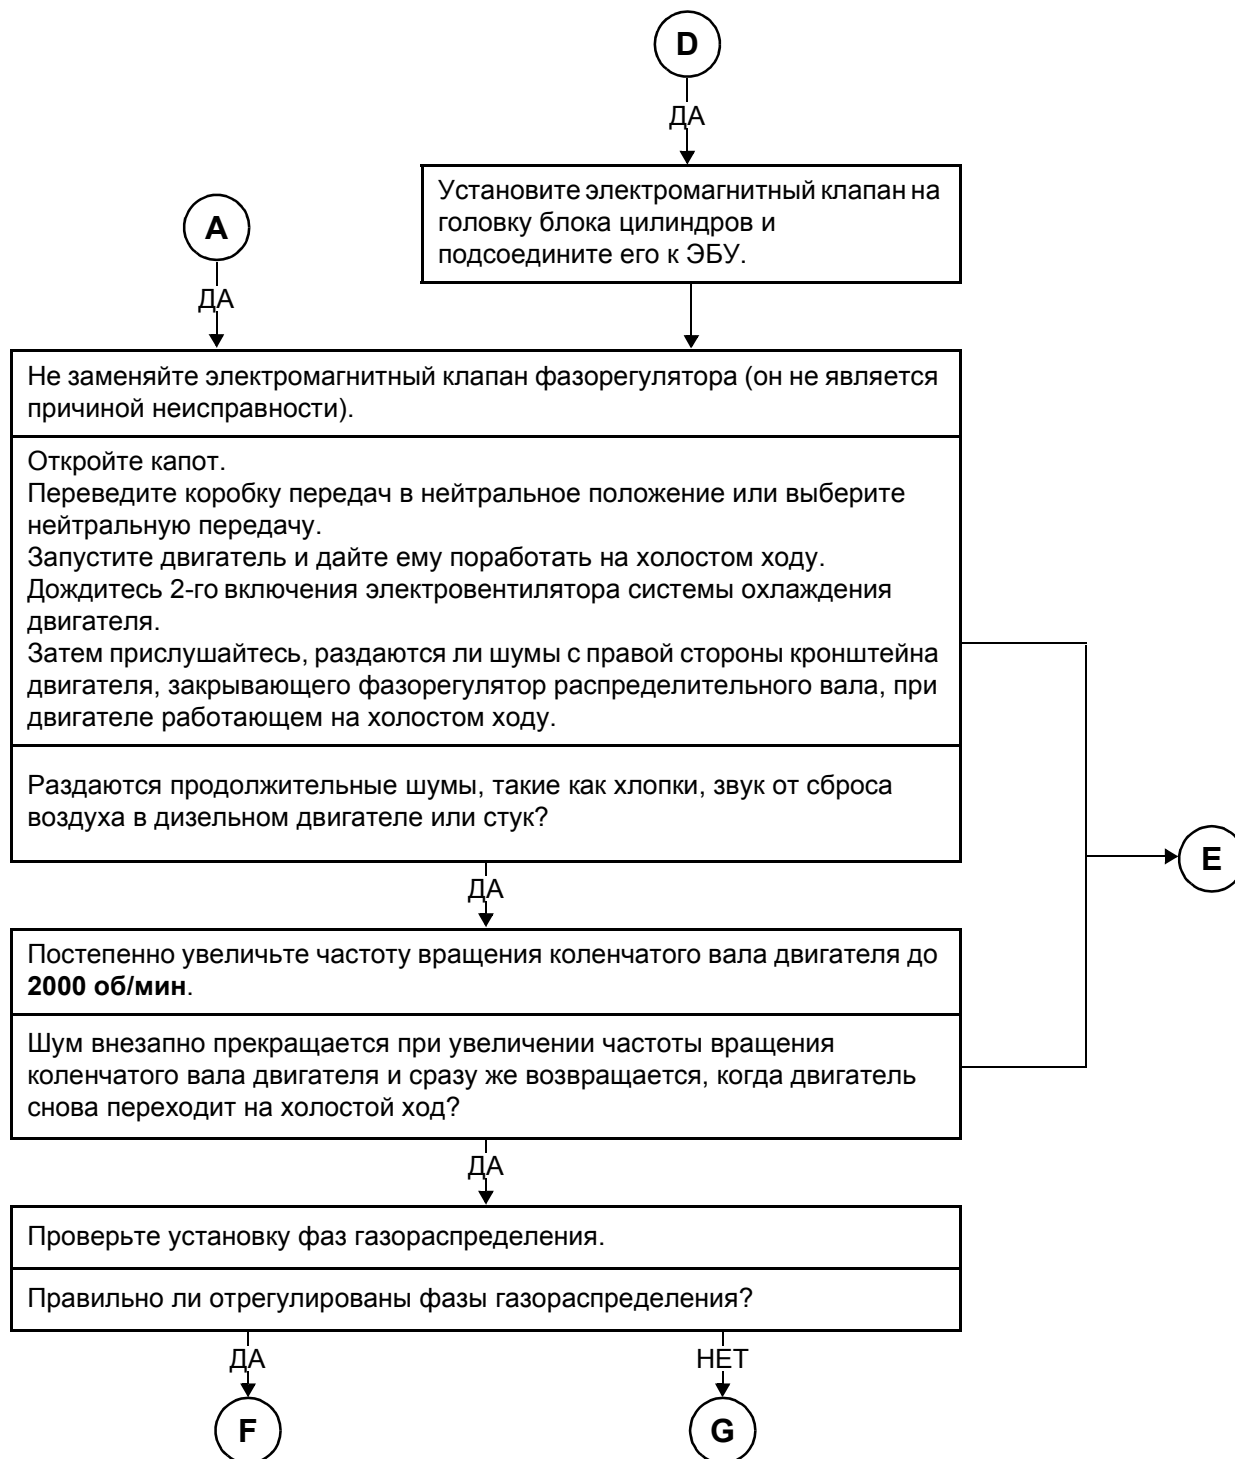 D
ДА
Установите электромагнитный клапан на
головку блока цилиндров и
подсоедините его к ЭБУ.
A
ДА
Не заменяйте электромагнитный клапан фазорегулятора (он не является
причиной неисправности).
Откройте капот.
Переведите коробку передач в нейтральное положение или выберите
нейтральную передачу.
Запустите двигатель и дайте ему поработать на холостом ходу.
Дождитесь 2-го включения электровентилятора системы охлаждения
двигателя.
Затем прислушайтесь, раздаются ли шумы с правой стороны кронштейна
двигателя, закрывающего фазорегулятор распределительного вала, при
двигателе работающем на холостом ходу.
Раздаются продолжительные шумы, такие как хлопки, звук от сброса
воздуха в дизельном двигателе или стук?
E
ДА
Постепенно увеличьте частоту вращения коленчатого вала двигателя до
2000 об/мин.
Шум внезапно прекращается при увеличении частоты вращения
коленчатого вала двигателя и сразу же возвращается, когда двигатель
снова переходит на холостой ход?
ДА
Проверьте установку фаз газораспределения.
Правильно ли отрегулированы фазы газораспределения?
ДА
НЕТ
F
G